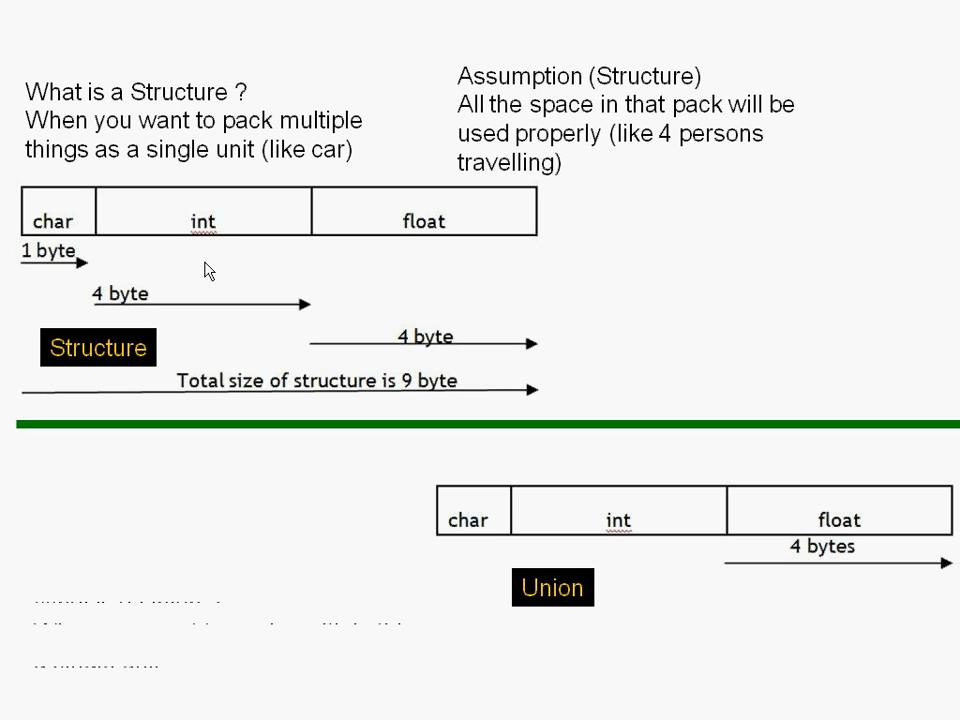 What is a Structure ?
When you want to pack multiple
things as a single unit (like car)
Assumption (Structure)
All the space in that pack will be
used properly (like 4 persons
travelling)
char int float
1 byte
4 byte
4 byte
Structure
Total size of structure is 9 byte
char int float
4 bytes
Union